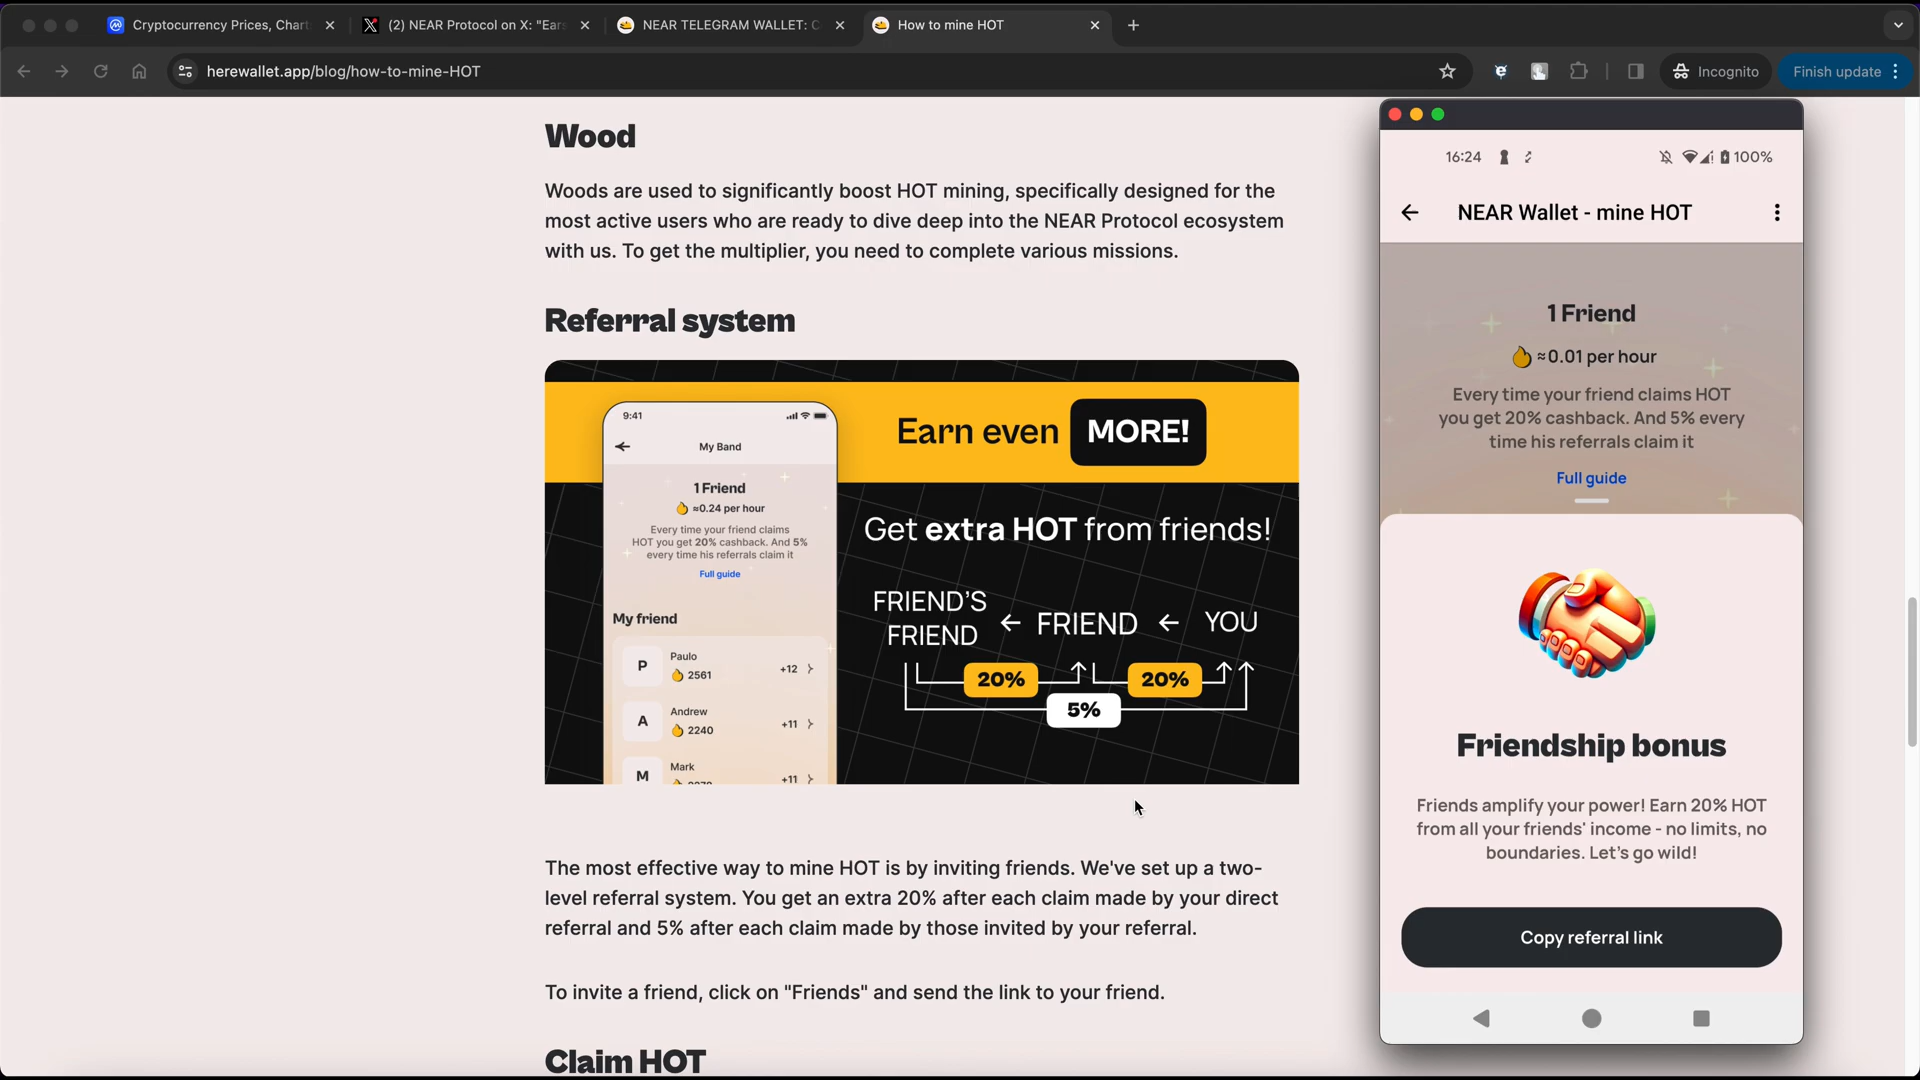 Cryptocurrency Prices, Chart
(2) NEAR Protocol on X: "Ears
NEAR TELEGRAM WALLET: C
How to mine HOT
herewallet.app/blog/how-to-mine-HOT
Incognito
Finish update
Wood
Woods are used to significantly boost HOT mining, specifically designed for the
most active users who are ready to dive deep into the NEAR Protocol ecosystem
with us. To get the multiplier, you need to complete various missions.
Referral system
9:41
My Band
1 Friend
≈0.24 per hour
Every time your friend claims
HOT you get 20% cashback. And 5%
every time his referrals claim it
Full guide
My friend
P
Paulo
2561
+12
A
Andrew
2240
+11
M
Mark
+11
Earn even MORE!
Get extra HOT from friends!
FRIEND'S
FRIEND
← FRIEND ← YOU
20%
20%
5%
The most effective way to mine HOT is by inviting friends. We've set up a two-
level referral system. You get an extra 20% after each claim made by your direct
referral and 5% after each claim made by those invited by your referral.
To invite a friend, click on "Friends" and send the link to your friend.
Claim HOT
16:24
100%
NEAR Wallet - mine HOT
1 Friend
≈0.01 per hour
Every time your friend claims HOT
you get 20% cashback. And 5% every
time his referrals claim it
Full guide
Friendship bonus
Friends amplify your power! Earn 20% HOT
from all your friends' income - no limits, no
boundaries. Let's go wild!
Copy referral link